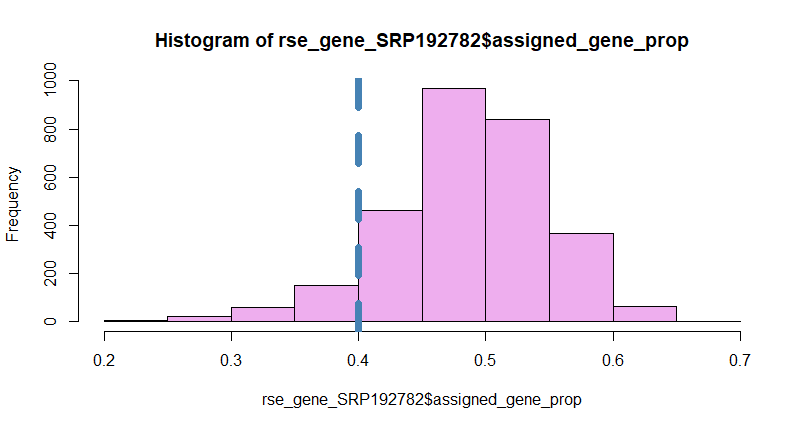 Histogram of rse_gene_SRP192782$assigned_gene_prop
Frequency
1000
800
600
400
200
0
0.2 0.3 0.4 0.5 0.6 0.7
rse_gene_SRP192782$assigned_gene_prop